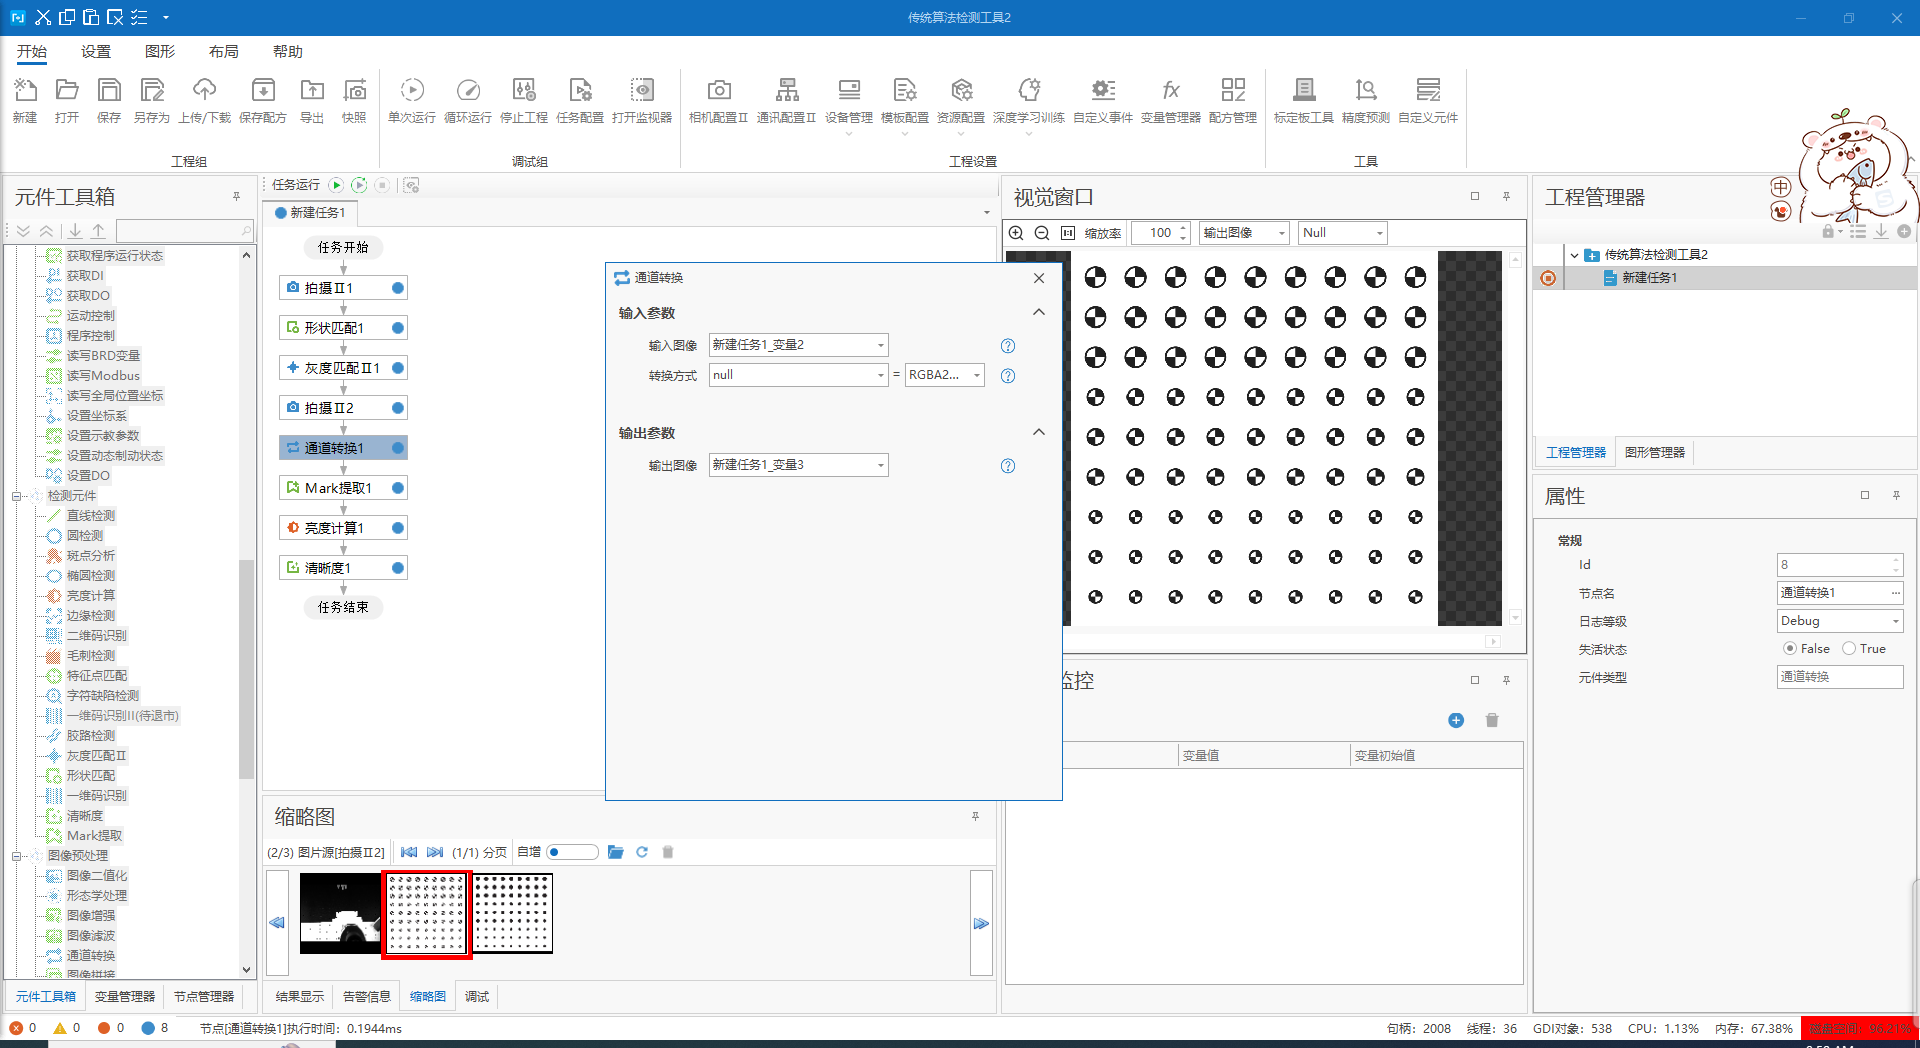 传统算法检测工具2
开始 设置 图形 布局 帮助
新建 打开 保存 另存为 上传/下载 保存配方 导出 快照
单次运行 循环运行 停止工程 任务配置 打开监视器
相机配置II 通讯配置II 设备管理 模板配置 资源配置 深度学习训练 自定义事件 变量管理器 配方管理
标定板工具 精度预测 自定义元件
工程组 调试组 工程设置 工具
中
元件工具箱
获取程序运行状态
获取DI
获取DO
运动控制
程序控制
读写BRD变量
读写Modbus
读写全局位置坐标
设置坐标系
设置示教参数
设置动态制动状态
设置DO
检测元件
直线检测
圆检测
斑点分析
椭圆检测
亮度计算
边缘检测
二维码识别
毛刺检测
特征点匹配
字符缺陷检测
一维码识别II(待退市)
胶路检测
灰度匹配II
形状匹配
一维码识别
清晰度
Mark提取
图像预处理
图像二值化
形态学处理
图像增强
图像滤波
通道转换
图像拼接
元件工具箱 变量管理器 节点管理器
任务运行
新建任务1
任务开始
拍摄II1
形状匹配1
灰度匹配II1
拍摄II2
通道转换1
Mark提取1
亮度计算1
清晰度1
任务结束
通道转换
输入参数
输入图像 新建任务1_变量2
转换方式 null = RGBA2...
输出参数
输出图像 新建任务1_变量3
缩略图
(2/3) 图片源[拍摄II2] (1/1) 分页 自增
结果显示 告警信息 缩略图 调试
视觉窗口
缩放率 100 输出图像 Null
监控
变量值 变量初始值
工程管理器
传统算法检测工具2
新建任务1
工程管理器 图形管理器
属性
常规
Id 8
节点名 通道转换1 ...
日志等级 Debug
失活状态 False True
元件类型 通道转换
0 0 0 8 节点[通道转换1]执行时间: 0.1944ms
句柄: 2008 线程: 36 GDI对象: 538 CPU: 1.13% 内存: 67.38%